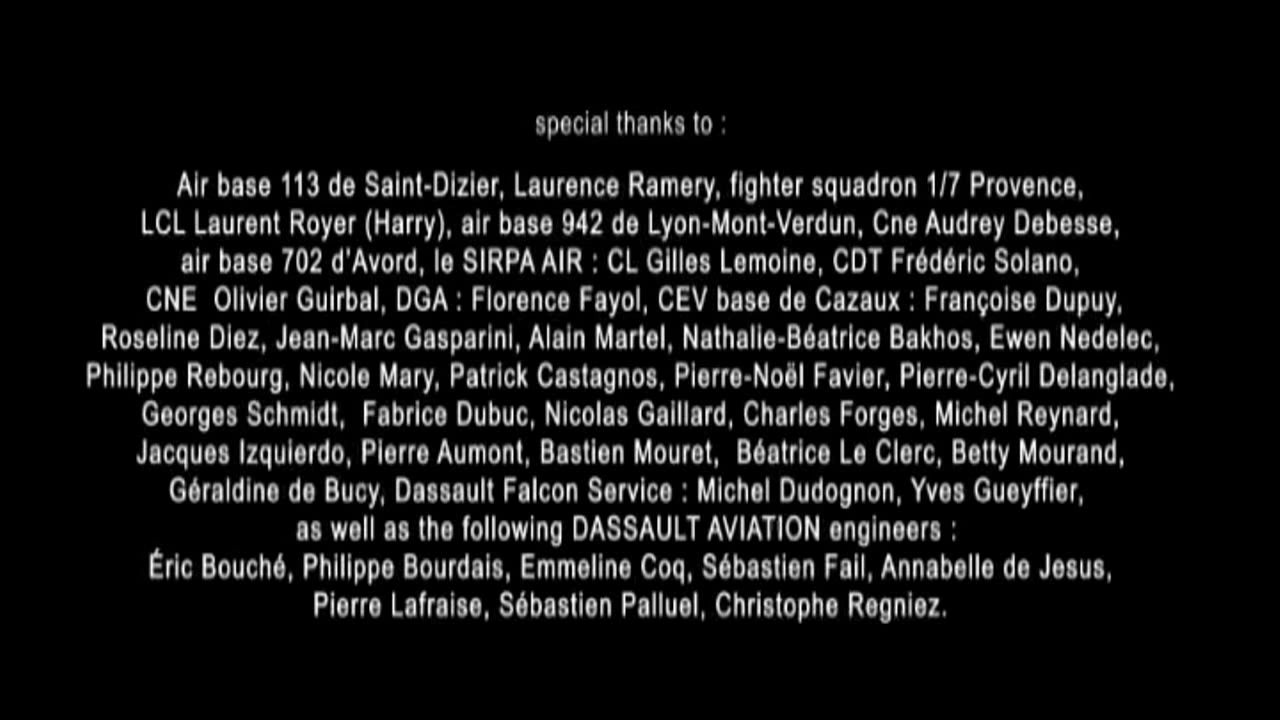 special thanks to :
Air base 113 de Saint-Dizier, Laurence Ramery, fighter squadron 1/7 Provence,
LCL Laurent Royer (Harry), air base 942 de Lyon-Mont-Verdun, Cne Audrey Debesse,
air base 702 d'Avord, le SIRPA AIR : CL Gilles Lemoine, CDT Frédéric Solano,
CNE  Olivier Guirbal, DGA : Florence Fayol, CEV base de Cazaux : Françoise Dupuy,
Roseline Diez, Jean-Marc Gasparini, Alain Martel, Nathalie-Béatrice Bakhos, Ewen Nedelec,
Philippe Rebourg, Nicole Mary, Patrick Castagnos, Pierre-Noël Favier, Pierre-Cyril Delanglade,
Georges Schmidt,  Fabrice Dubuc, Nicolas Gaillard, Charles Forges, Michel Reynard,
Jacques Izquierdo, Pierre Aumont, Bastien Mouret,  Béatrice Le Clerc, Betty Mourand,
Géraldine de Bucy, Dassault Falcon Service : Michel Dudognon, Yves Gueyffier,
as well as the following DASSAULT AVIATION engineers :
Éric Bouché, Philippe Bourdais, Emmeline Coq, Sébastien Fail, Annabelle de Jesus,
Pierre Lafraise, Sébastien Palluel, Christophe Regniez.